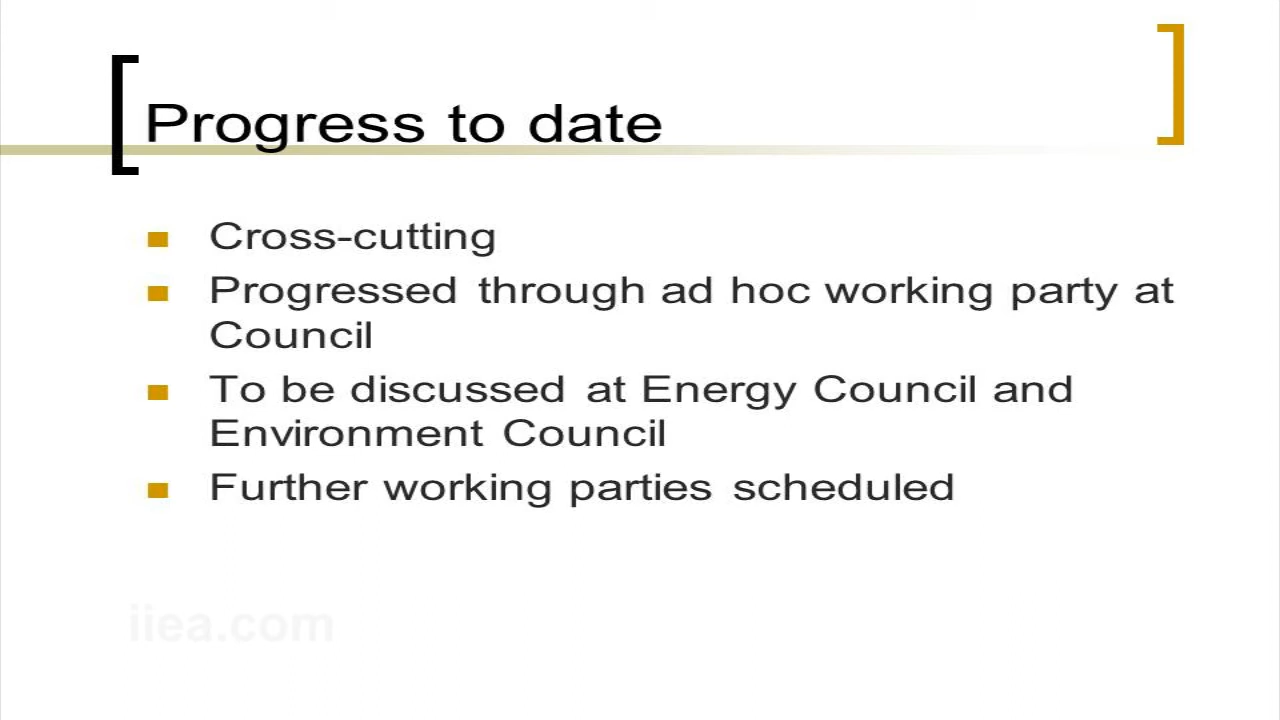 Progress to date
Cross-cutting
Progressed through ad hoc working party at
Council
To be discussed at Energy Council and
Environment Council
Further working parties scheduled
iiea.com